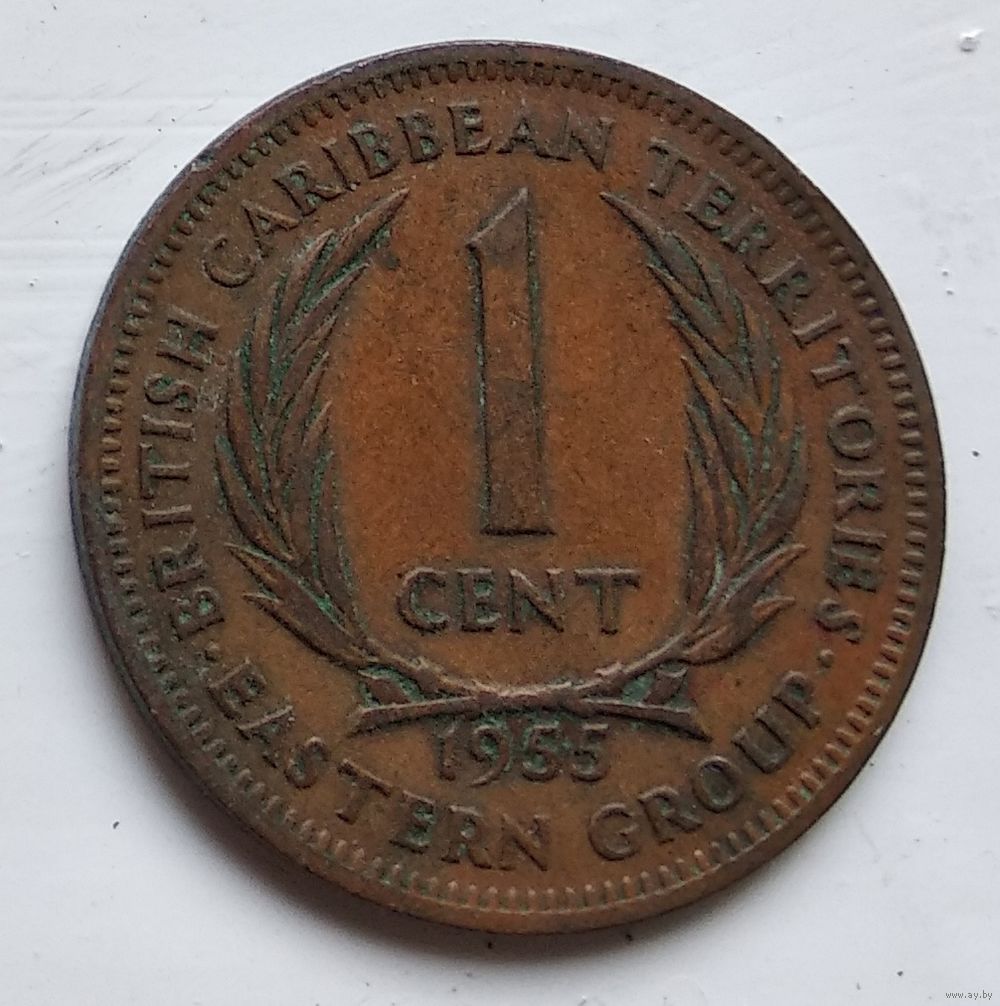 BRITISH CARIBBEAN TERRITORIES
1
CENT
1955
· EASTERN GROUP ·
www.ay.by